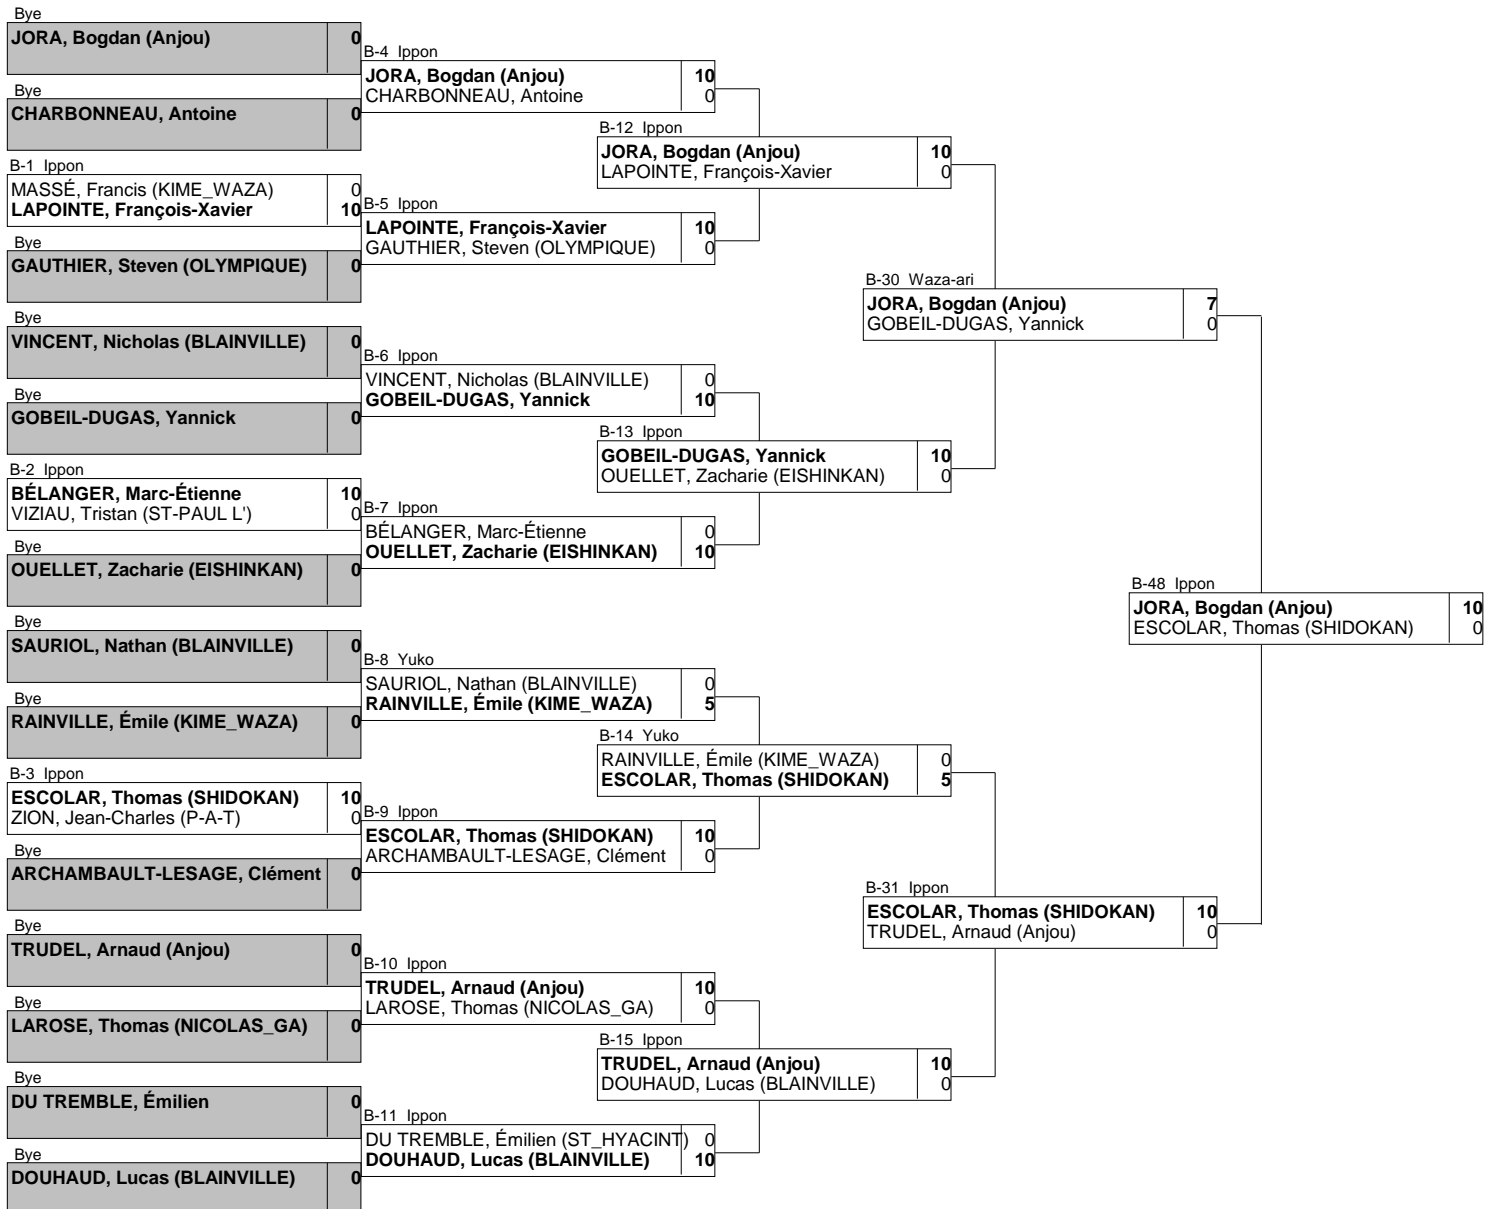 Bye
JORA, Bogdan (Anjou) 0
Bye
CHARBONNEAU, Antoine 0
B-1 Ippon
MASSÉ, Francis (KIME_WAZA) 0
LAPOINTE, François-Xavier 10
Bye
GAUTHIER, Steven (OLYMPIQUE) 0
Bye
VINCENT, Nicholas (BLAINVILLE) 0
Bye
GOBEIL-DUGAS, Yannick 0
B-2 Ippon
BÉLANGER, Marc-Étienne 10
VIZIAU, Tristan (ST-PAUL L') 0
Bye
OUELLET, Zacharie (EISHINKAN) 0
Bye
SAURIOL, Nathan (BLAINVILLE) 0
Bye
RAINVILLE, Émile (KIME_WAZA) 0
B-3 Ippon
ESCOLAR, Thomas (SHIDOKAN) 10
ZION, Jean-Charles (P-A-T) 0
Bye
ARCHAMBAULT-LESAGE, Clément 0
Bye
TRUDEL, Arnaud (Anjou) 0
Bye
LAROSE, Thomas (NICOLAS_GA) 0
Bye
DU TREMBLE, Émilien 0
Bye
DOUHAUD, Lucas (BLAINVILLE) 0
B-4 Ippon
JORA, Bogdan (Anjou) 10
CHARBONNEAU, Antoine 0
B-5 Ippon
LAPOINTE, François-Xavier 10
GAUTHIER, Steven (OLYMPIQUE) 0
B-6 Ippon
VINCENT, Nicholas (BLAINVILLE) 0
GOBEIL-DUGAS, Yannick 10
B-7 Ippon
BÉLANGER, Marc-Étienne 0
OUELLET, Zacharie (EISHINKAN) 10
B-8 Yuko
SAURIOL, Nathan (BLAINVILLE) 0
RAINVILLE, Émile (KIME_WAZA) 5
B-9 Ippon
ESCOLAR, Thomas (SHIDOKAN) 10
ARCHAMBAULT-LESAGE, Clément 0
B-10 Ippon
TRUDEL, Arnaud (Anjou) 10
LAROSE, Thomas (NICOLAS_GA) 0
B-11 Ippon
DU TREMBLE, Émilien (ST_HYACINT) 0
DOUHAUD, Lucas (BLAINVILLE) 10
B-12 Ippon
JORA, Bogdan (Anjou) 10
LAPOINTE, François-Xavier 0
B-13 Ippon
GOBEIL-DUGAS, Yannick 10
OUELLET, Zacharie (EISHINKAN) 0
B-14 Yuko
RAINVILLE, Émile (KIME_WAZA) 0
ESCOLAR, Thomas (SHIDOKAN) 5
B-15 Ippon
TRUDEL, Arnaud (Anjou) 10
DOUHAUD, Lucas (BLAINVILLE) 0
B-30 Waza-ari
JORA, Bogdan (Anjou) 7
GOBEIL-DUGAS, Yannick 0
B-31 Ippon
ESCOLAR, Thomas (SHIDOKAN) 10
TRUDEL, Arnaud (Anjou) 0
B-48 Ippon
JORA, Bogdan (Anjou) 10
ESCOLAR, Thomas (SHIDOKAN) 0